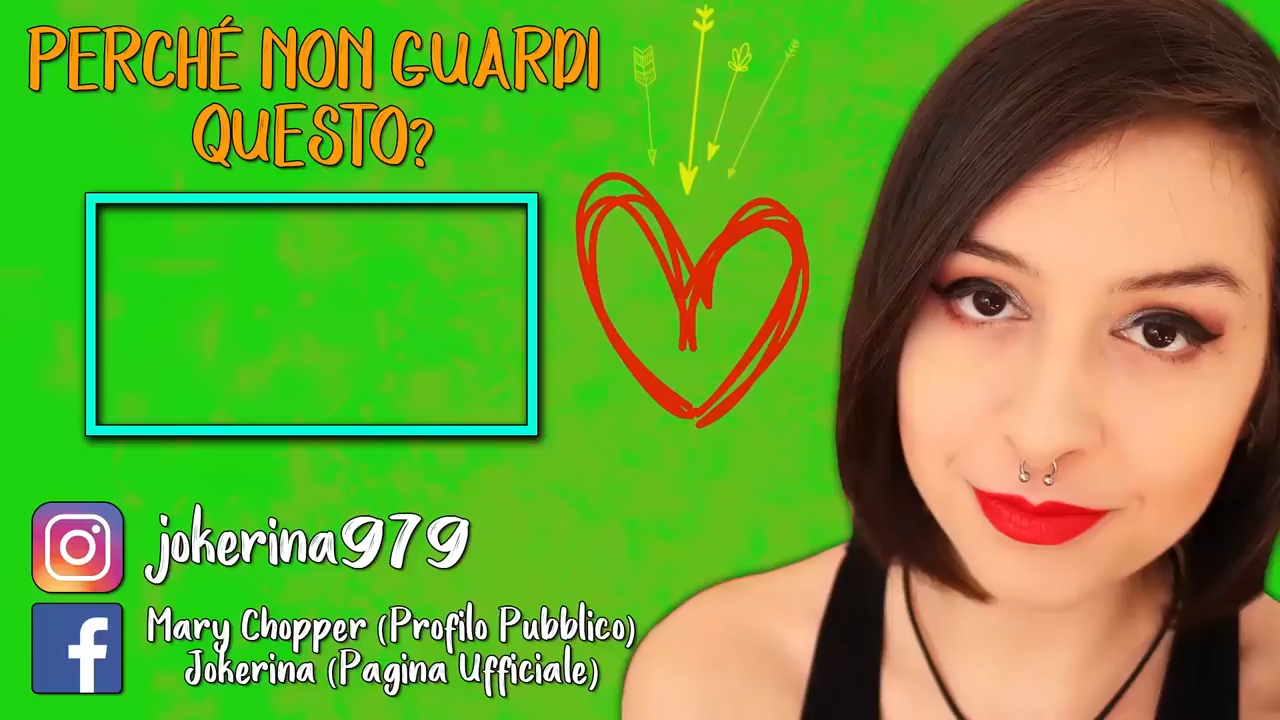 PERCHÉ NON GUARDI
QUESTO?
jokerina979
Mary Chopper (Profilo Pubblico)
Jokerina (Pagina Ufficiale)